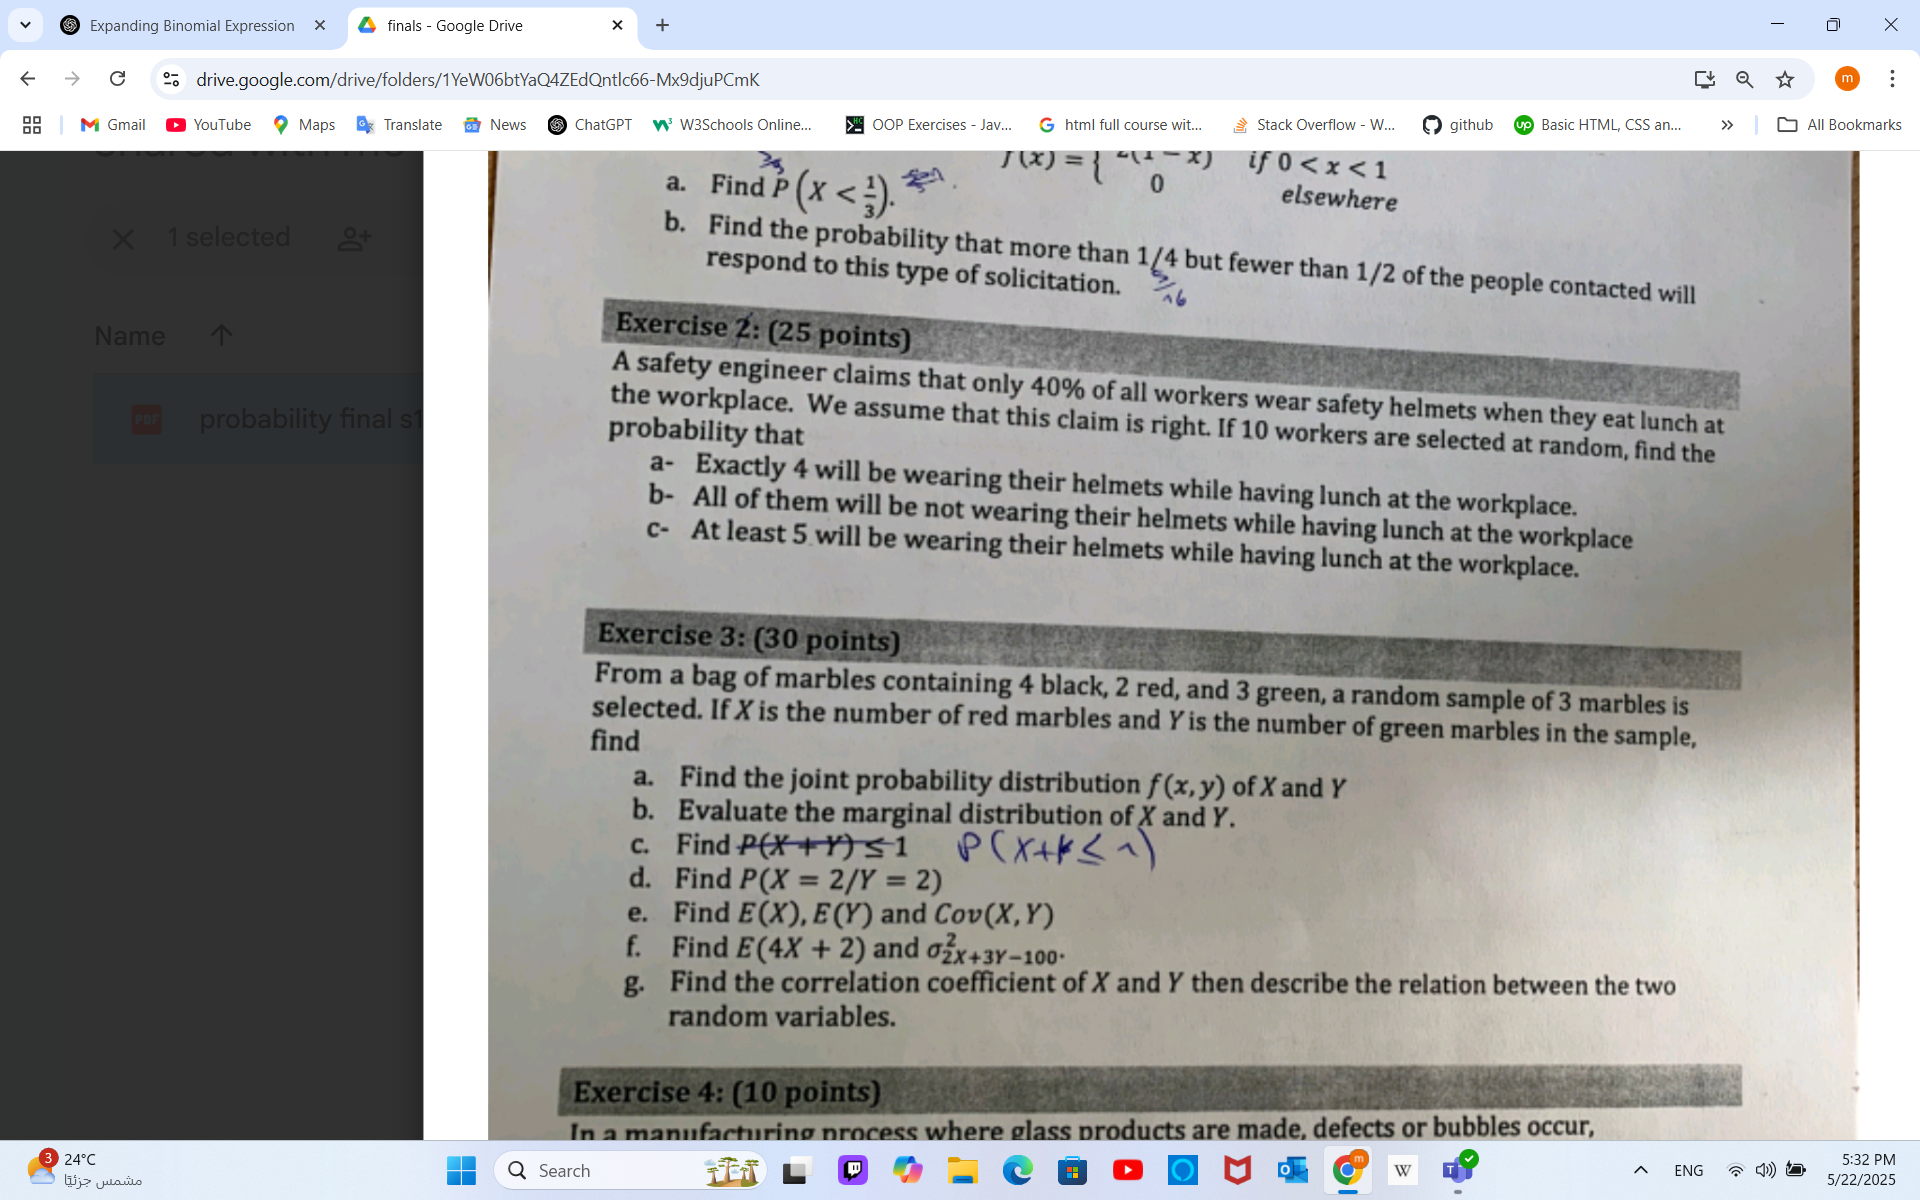 Expanding Binomial Expression
finals - Google Drive
drive.google.com/drive/folders/1YeW06btYaQ4ZEdQntlc66-Mx9djuPCmK
m
Gmail YouTube Maps Translate News ChatGPT W3Schools Online... OOP Exercises - Jav... html full course wit... Stack Overflow - W... github Basic HTML, CSS an... » All Bookmarks
1 selected
Name
PDF probability final s1
f(x) = { 2(1 − x) if 0 < x < 1
0 elsewhere
a. Find P(X < 1/3).
b. Find the probability that more than 1/4 but fewer than 1/2 of the people contacted will
respond to this type of solicitation.
5/16
Exercise 2: (25 points)
A safety engineer claims that only 40% of all workers wear safety helmets when they eat lunch at
the workplace. We assume that this claim is right. If 10 workers are selected at random, find the
probability that
a- Exactly 4 will be wearing their helmets while having lunch at the workplace.
b- All of them will be not wearing their helmets while having lunch at the workplace
c- At least 5 will be wearing their helmets while having lunch at the workplace.
Exercise 3: (30 points)
From a bag of marbles containing 4 black, 2 red, and 3 green, a random sample of 3 marbles is
selected. If X is the number of red marbles and Y is the number of green marbles in the sample,
find
a. Find the joint probability distribution f(x, y) of X and Y
b. Evaluate the marginal distribution of X and Y.
c. Find P(X + Y) ≤ 1 P(X+Y ≤ 1)
d. Find P(X = 2/Y = 2)
e. Find E(X), E(Y) and Cov(X, Y)
f. Find E(4X + 2) and σ²₂X+3Y−100.
g. Find the correlation coefficient of X and Y then describe the relation between the two
random variables.
Exercise 4: (10 points)
In a manufacturing process where glass products are made, defects or bubbles occur,
3
24°C
مشمس جزئيًا
Search
ENG
5:32 PM
5/22/2025